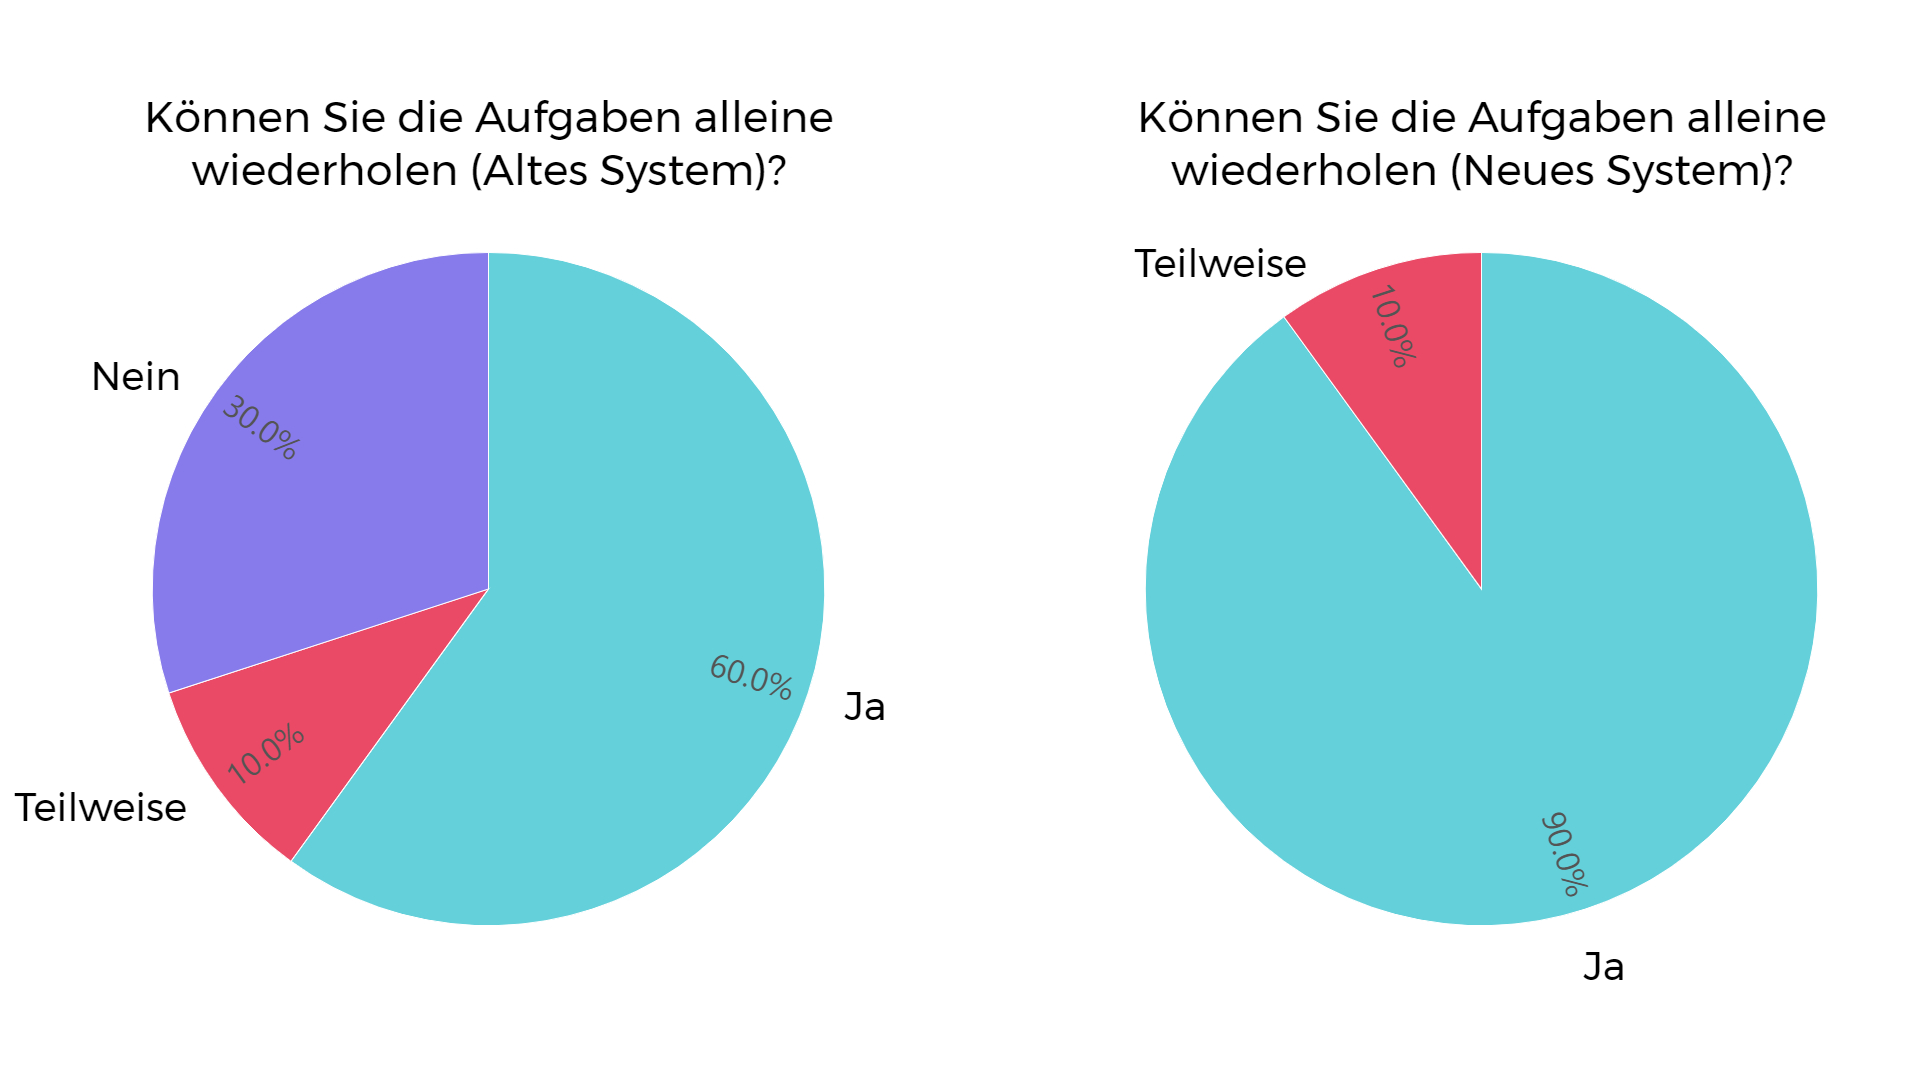 Können Sie die Aufgaben alleine
wiederholen (Altes System)?
Nein
30.0%
60.0%
Ja
10.0%
Teilweise
Können Sie die Aufgaben alleine
wiederholen (Neues System)?
Teilweise
10.0%
90.0%
Ja